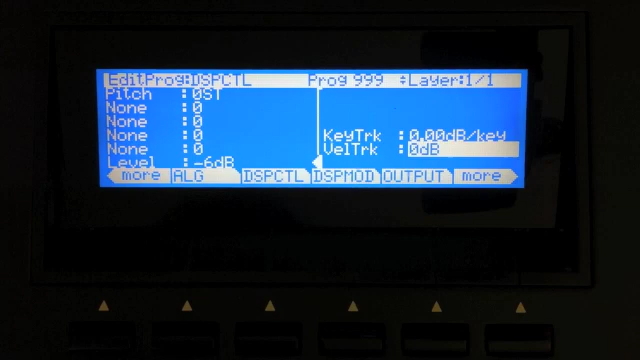 EditProg:DSPCTL Prog 999 ÷Layer:1/1
Pitch :0ST
None :0
None :0
None :0 KeyTrk :0.00dB/key
None :0 VelTrk :0dB
Level :-6dB
more ALG DSPCTL DSPMOD OUTPUT more